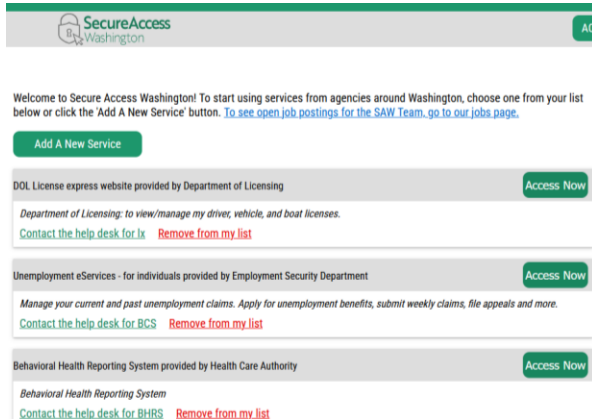 SecureAccess
Washington
Welcome to Secure Access Washington! To start using services from agencies around Washington, choose one from your list
below or click the 'Add A New Service' button. To see open job postings for the SAW Team, go to our jobs page.
Add A New Service
DOL License express website provided by Department of Licensing
Access Now
Department of Licensing: to view/manage my driver, vehicle, and boat licenses.
Contact the help desk for lx Remove from my list
Unemployment eServices - for individuals provided by Employment Security Department
Access Now
Manage your current and past unemployment claims. Apply for unemployment benefits, submit weekly claims, file appeals and more.
Contact the help desk for BCS Remove from my list
Behavioral Health Reporting System provided by Health Care Authority
Access Now
Behavioral Health Reporting System
Contact the help desk for BHRS Remove from my list